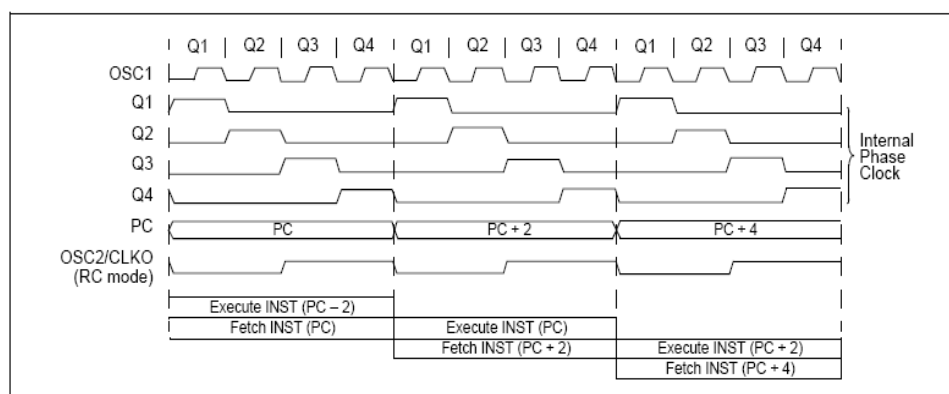 Q1 Q2 Q3 Q4 Q1 Q2 Q3 Q4 Q1 Q2 Q3 Q4
OSC1
Q1
Q2
Q3
Q4
Internal
Phase
Clock
PC PC PC + 2 PC + 4
OSC2/CLKO
(RC mode)
Execute INST (PC – 2)
Fetch INST (PC) Execute INST (PC)
Fetch INST (PC + 2) Execute INST (PC + 2)
Fetch INST (PC + 4)